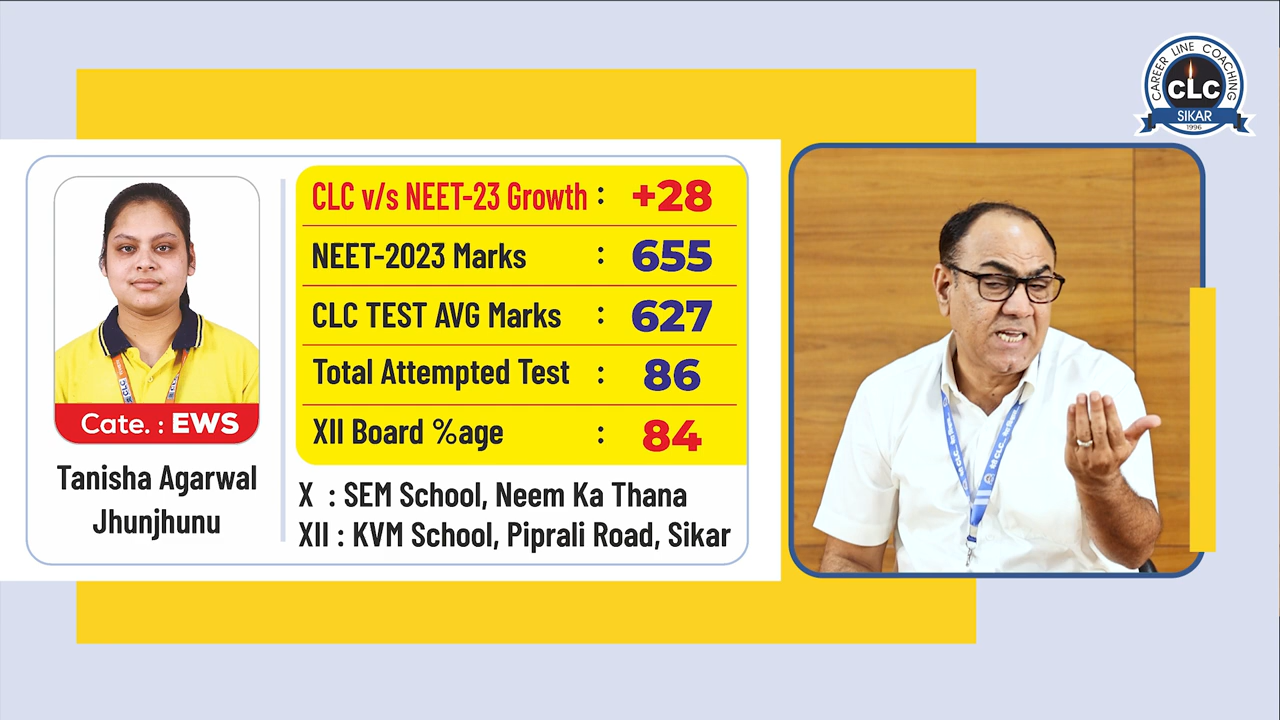 CAREER LINE COACHING
CLC
SIKAR
1996
CLC v/s NEET-23 Growth : +28
NEET-2023 Marks : 655
CLC TEST AVG Marks : 627
Total Attempted Test : 86
XII Board %age : 84
Cate. : EWS
Tanisha Agarwal
Jhunjhunu
X : SEM School, Neem Ka Thana
XII : KVM School, Piprali Road, Sikar
CLC
CLC